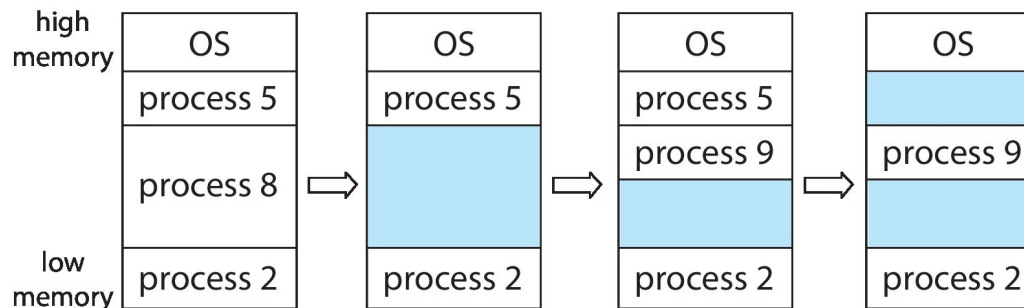 high
memory
OS
process 5
process 8
process 2
low
memory
OS
process 5
process 2
OS
process 5
process 9
process 2
OS
process 9
process 2